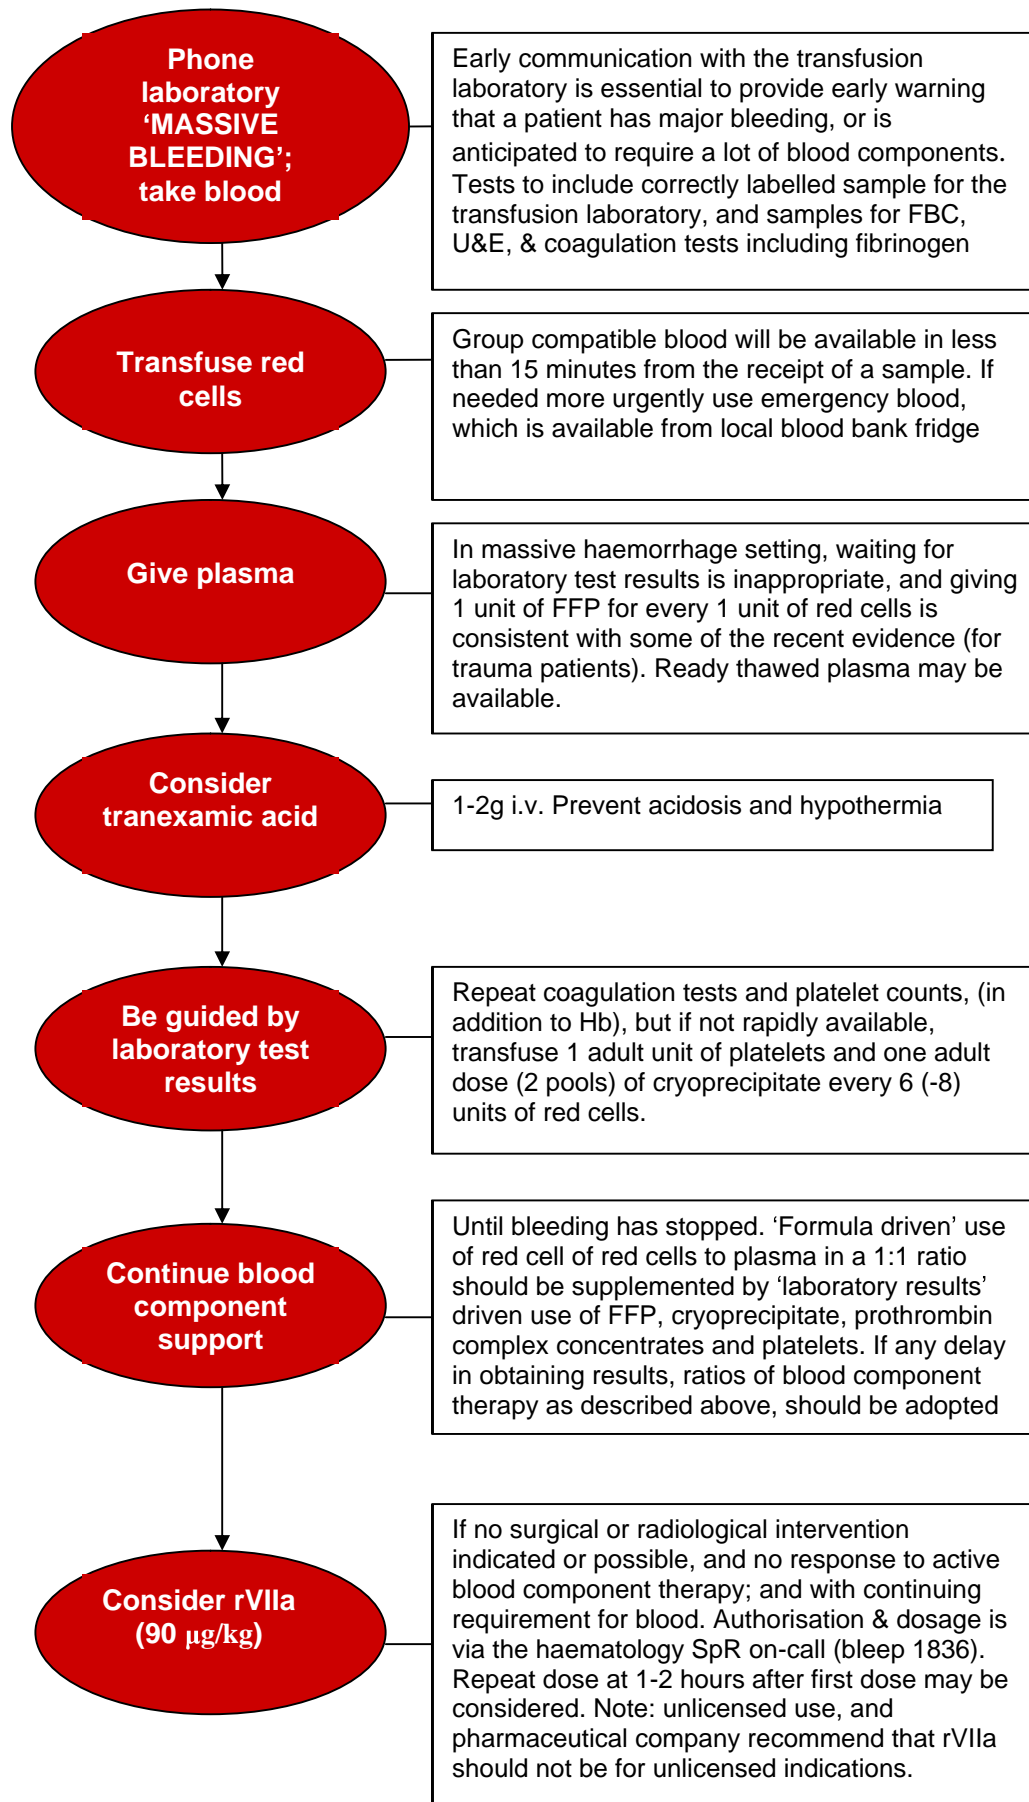 Phone
laboratory
‘MASSIVE
BLEEDING’;
take blood
Early communication with the transfusion
laboratory is essential to provide early warning
that a patient has major bleeding, or is
anticipated to require a lot of blood components.
Tests to include correctly labelled sample for the
transfusion laboratory, and samples for FBC,
U&E, & coagulation tests including fibrinogen
Transfuse red
cells
Group compatible blood will be available in less
than 15 minutes from the receipt of a sample. If
needed more urgently use emergency blood,
which is available from local blood bank fridge
Give plasma
In massive haemorrhage setting, waiting for
laboratory test results is inappropriate, and giving
1 unit of FFP for every 1 unit of red cells is
consistent with some of the recent evidence (for
trauma patients). Ready thawed plasma may be
available.
Consider
tranexamic acid
1-2g i.v. Prevent acidosis and hypothermia
Be guided by
laboratory test
results
Repeat coagulation tests and platelet counts, (in
addition to Hb), but if not rapidly available,
transfuse 1 adult unit of platelets and one adult
dose (2 pools) of cryoprecipitate every 6 (-8)
units of red cells.
Continue blood
component
support
Until bleeding has stopped. ‘Formula driven’ use
of red cell of red cells to plasma in a 1:1 ratio
should be supplemented by ‘laboratory results’
driven use of FFP, cryoprecipitate, prothrombin
complex concentrates and platelets. If any delay
in obtaining results, ratios of blood component
therapy as described above, should be adopted
Consider rVIIa
(90 μg/kg)
If no surgical or radiological intervention
indicated or possible, and no response to active
blood component therapy; and with continuing
requirement for blood. Authorisation & dosage is
via the haematology SpR on-call (bleep 1836).
Repeat dose at 1-2 hours after first dose may be
considered. Note: unlicensed use, and
pharmaceutical company recommend that rVIIa
should not be for unlicensed indications.